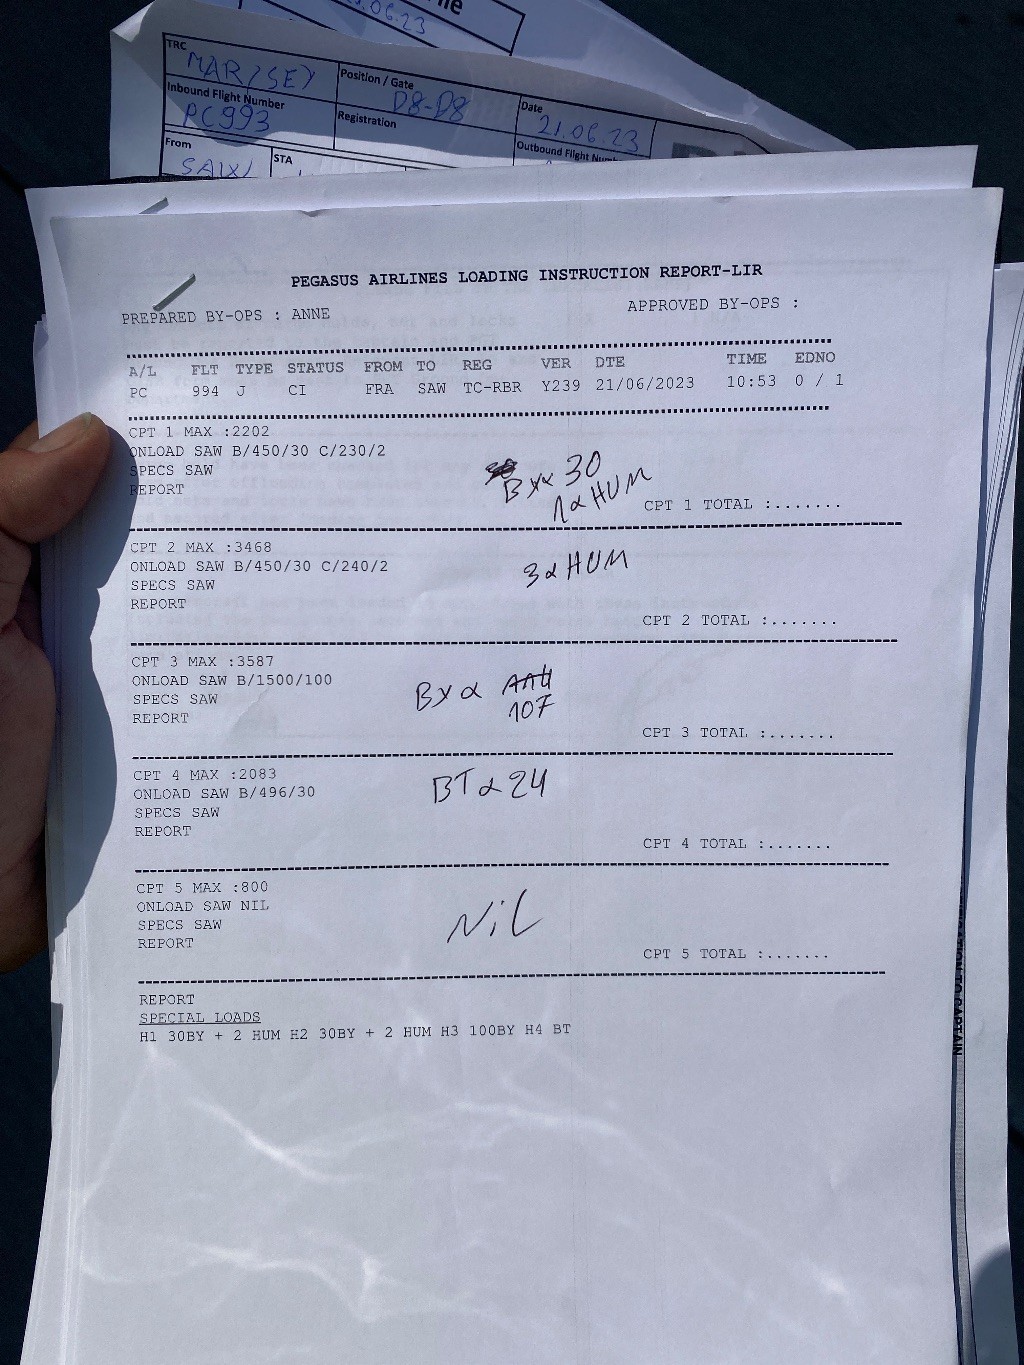 21.06.23
TRC
MARISEY
Position / Gate
D8-D8
Date
21.06.23
Inbound Flight Number
PC993
Registration
Outbound Flight Num
From
SAW
STA
PEGASUS AIRLINES LOADING INSTRUCTION REPORT-LIR
PREPARED BY-OPS : ANNE
APPROVED BY-OPS :
A/L FLT TYPE STATUS FROM TO REG VER DTE TIME EDNO
PC 994 J CI FRA SAW TC-RBR Y239 21/06/2023 10:53 0 / 1
CPT 1 MAX :2202
ONLOAD SAW B/450/30 C/230/2
SPECS SAW
REPORT
30
HUM
CPT 1 TOTAL :.......
CPT 2 MAX :3468
ONLOAD SAW B/450/30 C/240/2
SPECS SAW
REPORT
3x HUM
CPT 2 TOTAL :.......
CPT 3 MAX :3587
ONLOAD SAW B/1500/100
SPECS SAW
REPORT
BY x
107
CPT 3 TOTAL :.......
CPT 4 MAX :2083
ONLOAD SAW B/496/30
SPECS SAW
REPORT
BT x 24
CPT 4 TOTAL :.......
CPT 5 MAX :800
ONLOAD SAW NIL
SPECS SAW
REPORT
NiL
CPT 5 TOTAL :.......
REPORT
SPECIAL LOADS
H1 30BY + 2 HUM H2 30BY + 2 HUM H3 100BY H4 BT